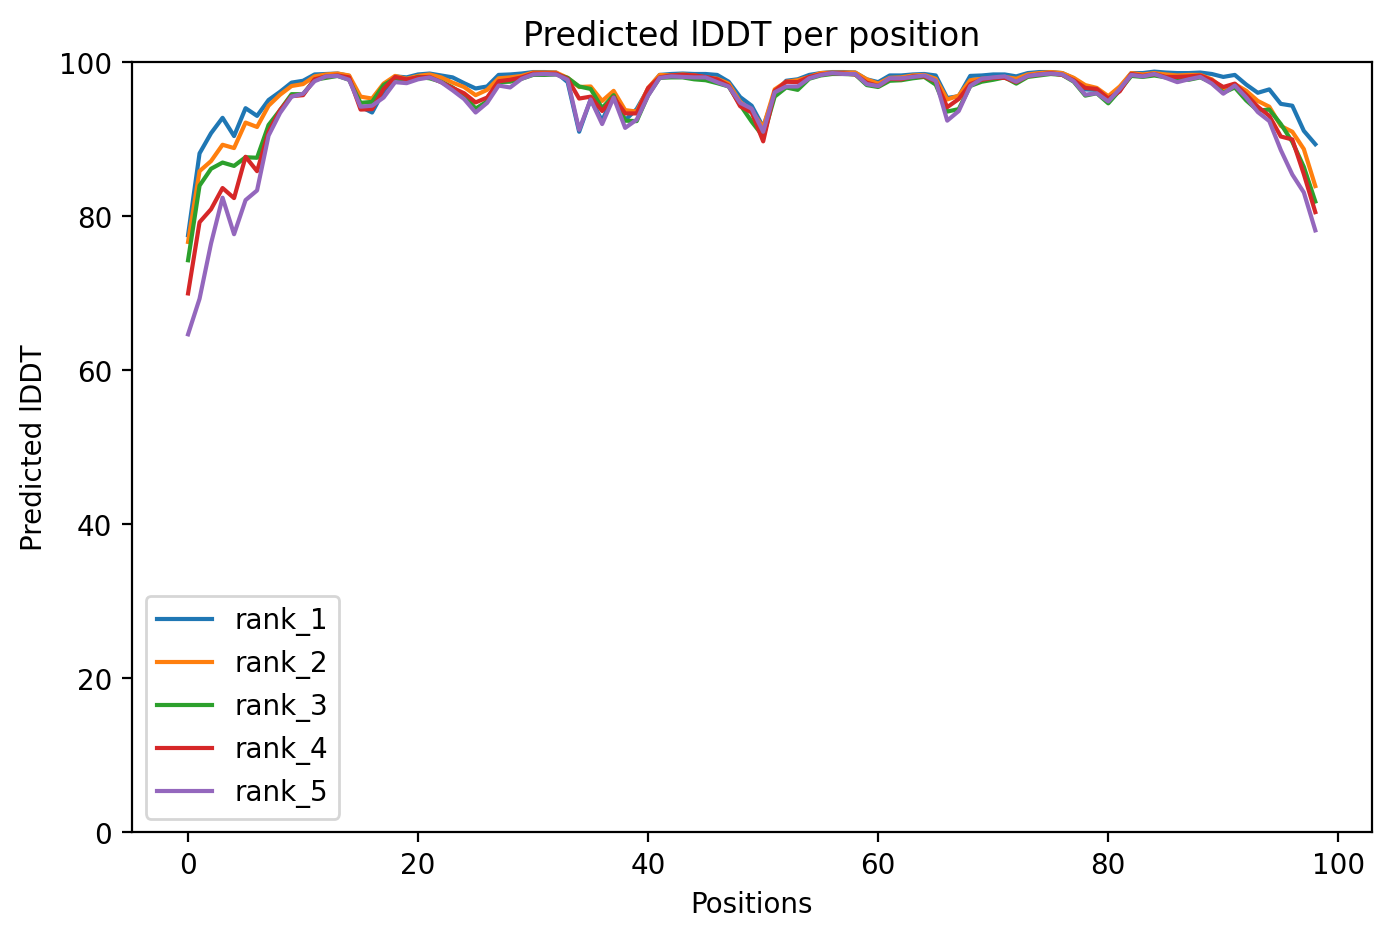 Predicted lDDT per position
100
80
60
40
20
0
Predicted lDDT
rank_1
rank_2
rank_3
rank_4
rank_5
0 20 40 60 80 100
Positions